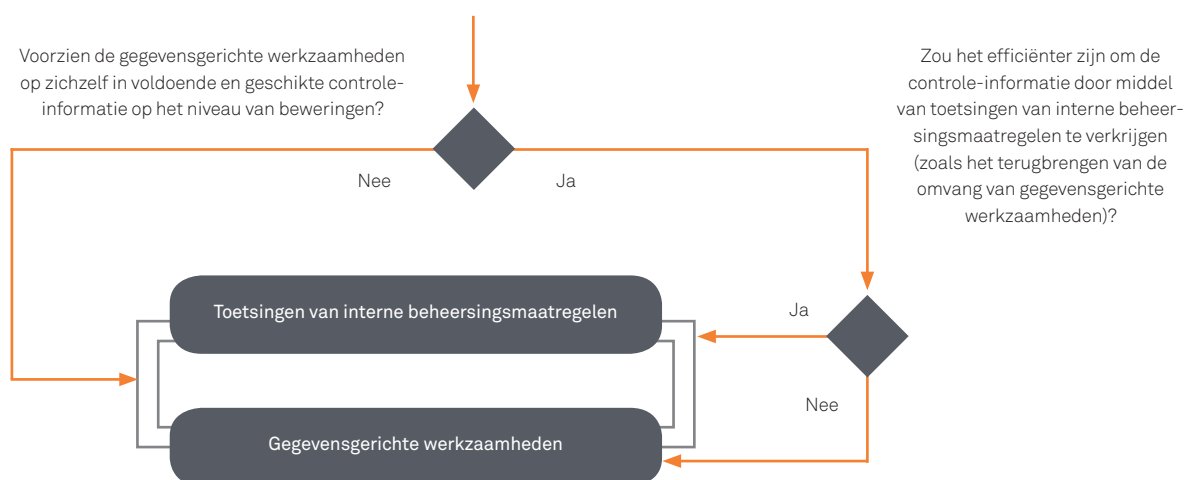 Voorzien de gegevensgerichte werkzaamheden
op zichzelf in voldoende en geschikte controle-
informatie op het niveau van beweringen?
Zou het efficiënter zijn om de
controle-informatie door middel
van toetsingen van interne beheer-
singsmaatregelen te verkrijgen
(zoals het terugbrengen van de
omvang van gegevensgerichte
werkzaamheden)?
Nee
Ja
Toetsingen van interne beheersingsmaatregelen
Ja
Nee
Gegevensgerichte werkzaamheden